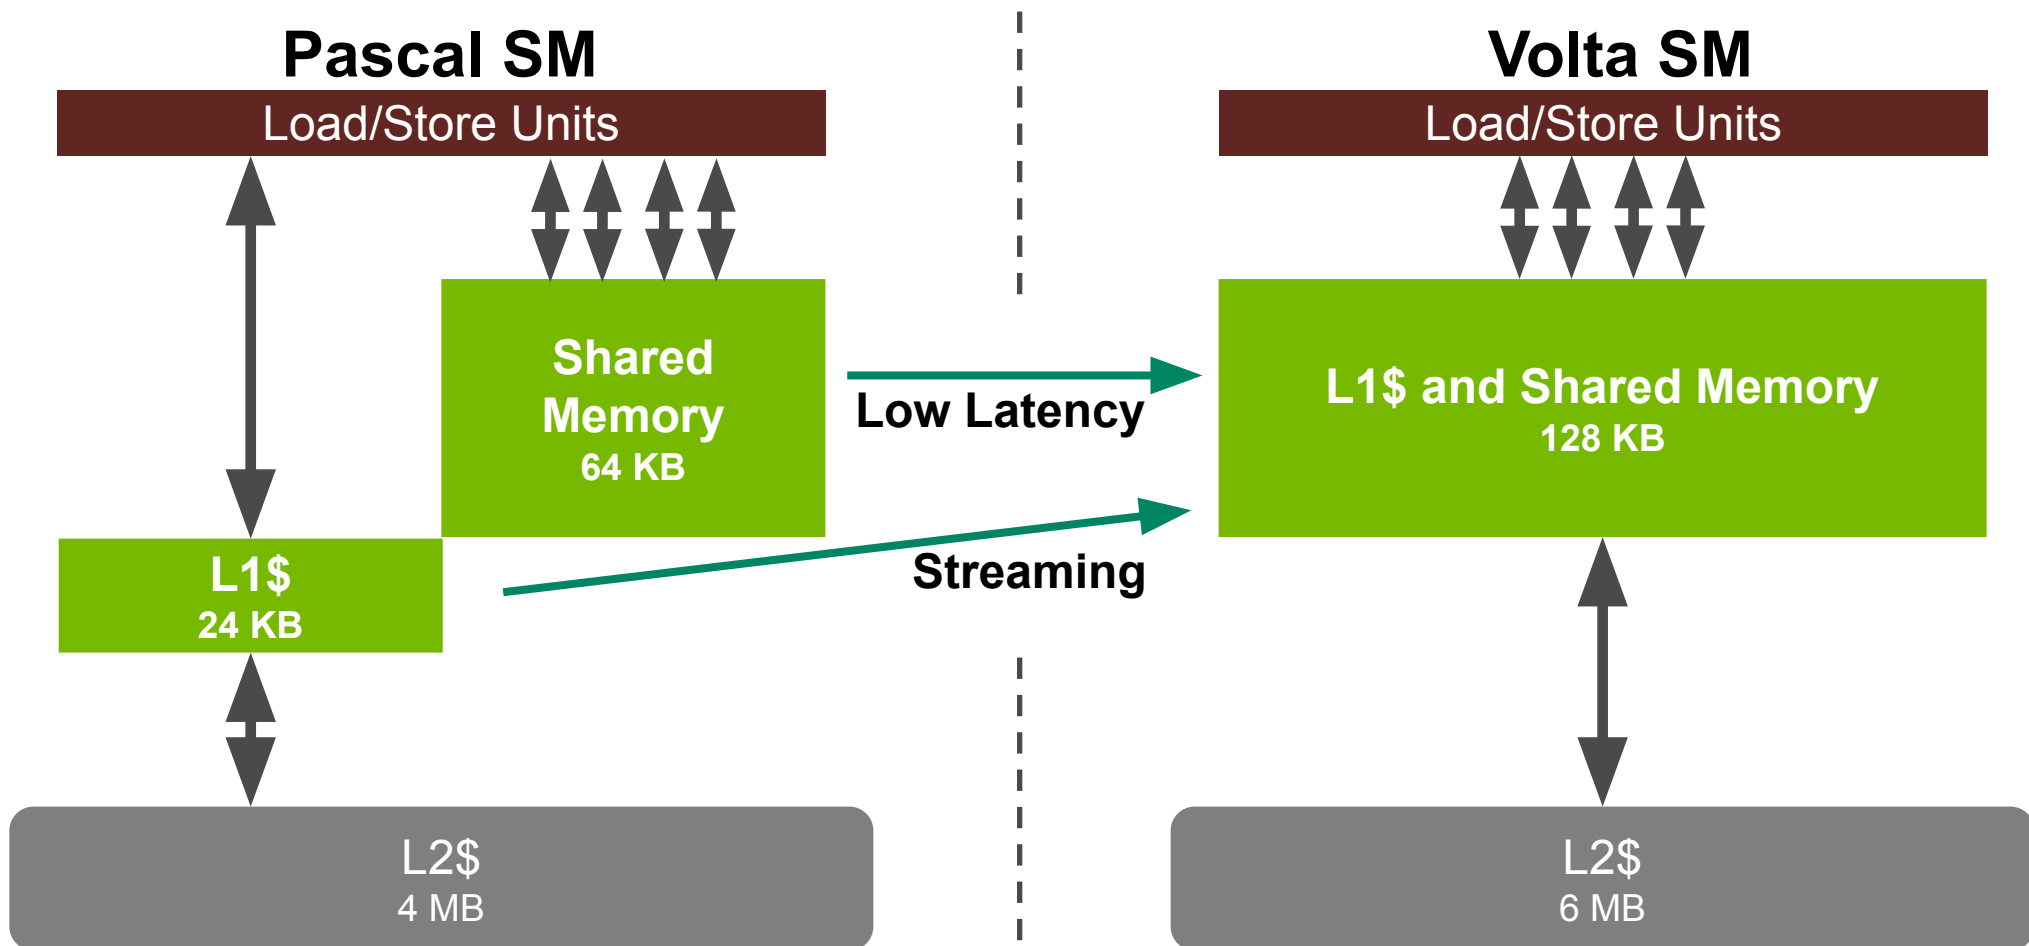 Pascal SM
Load/Store Units
Shared
Memory
64 KB
L1$
24 KB
L2$
4 MB
Low Latency
Streaming
Volta SM
Load/Store Units
L1$ and Shared Memory
128 KB
L2$
6 MB